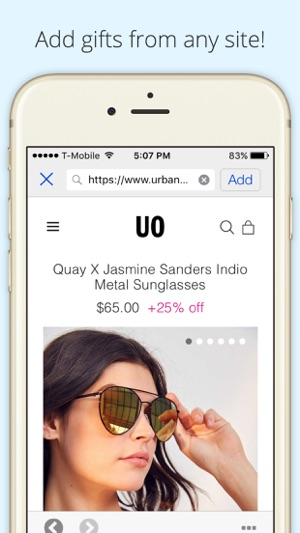 Add gifts from any site!
T-Mobile 5:07 PM 83%
https://www.urban... Add
UO
Quay X Jasmine Sanders Indio
Metal Sunglasses
$65.00 +25% off